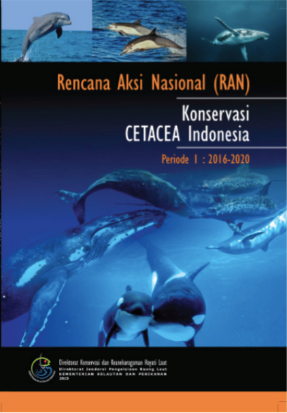 Rencana Aksi Nasional (RAN)
Konservasi
CETACEA Indonesia
Periode I : 2016-2020
Direktorat Konservasi dan Keanekaragaman Hayati Laut
Direktorat Jenderal Pengelolaan Ruang Laut
KEMENTERIAN KELAUTAN DAN PERIKANAN
2015